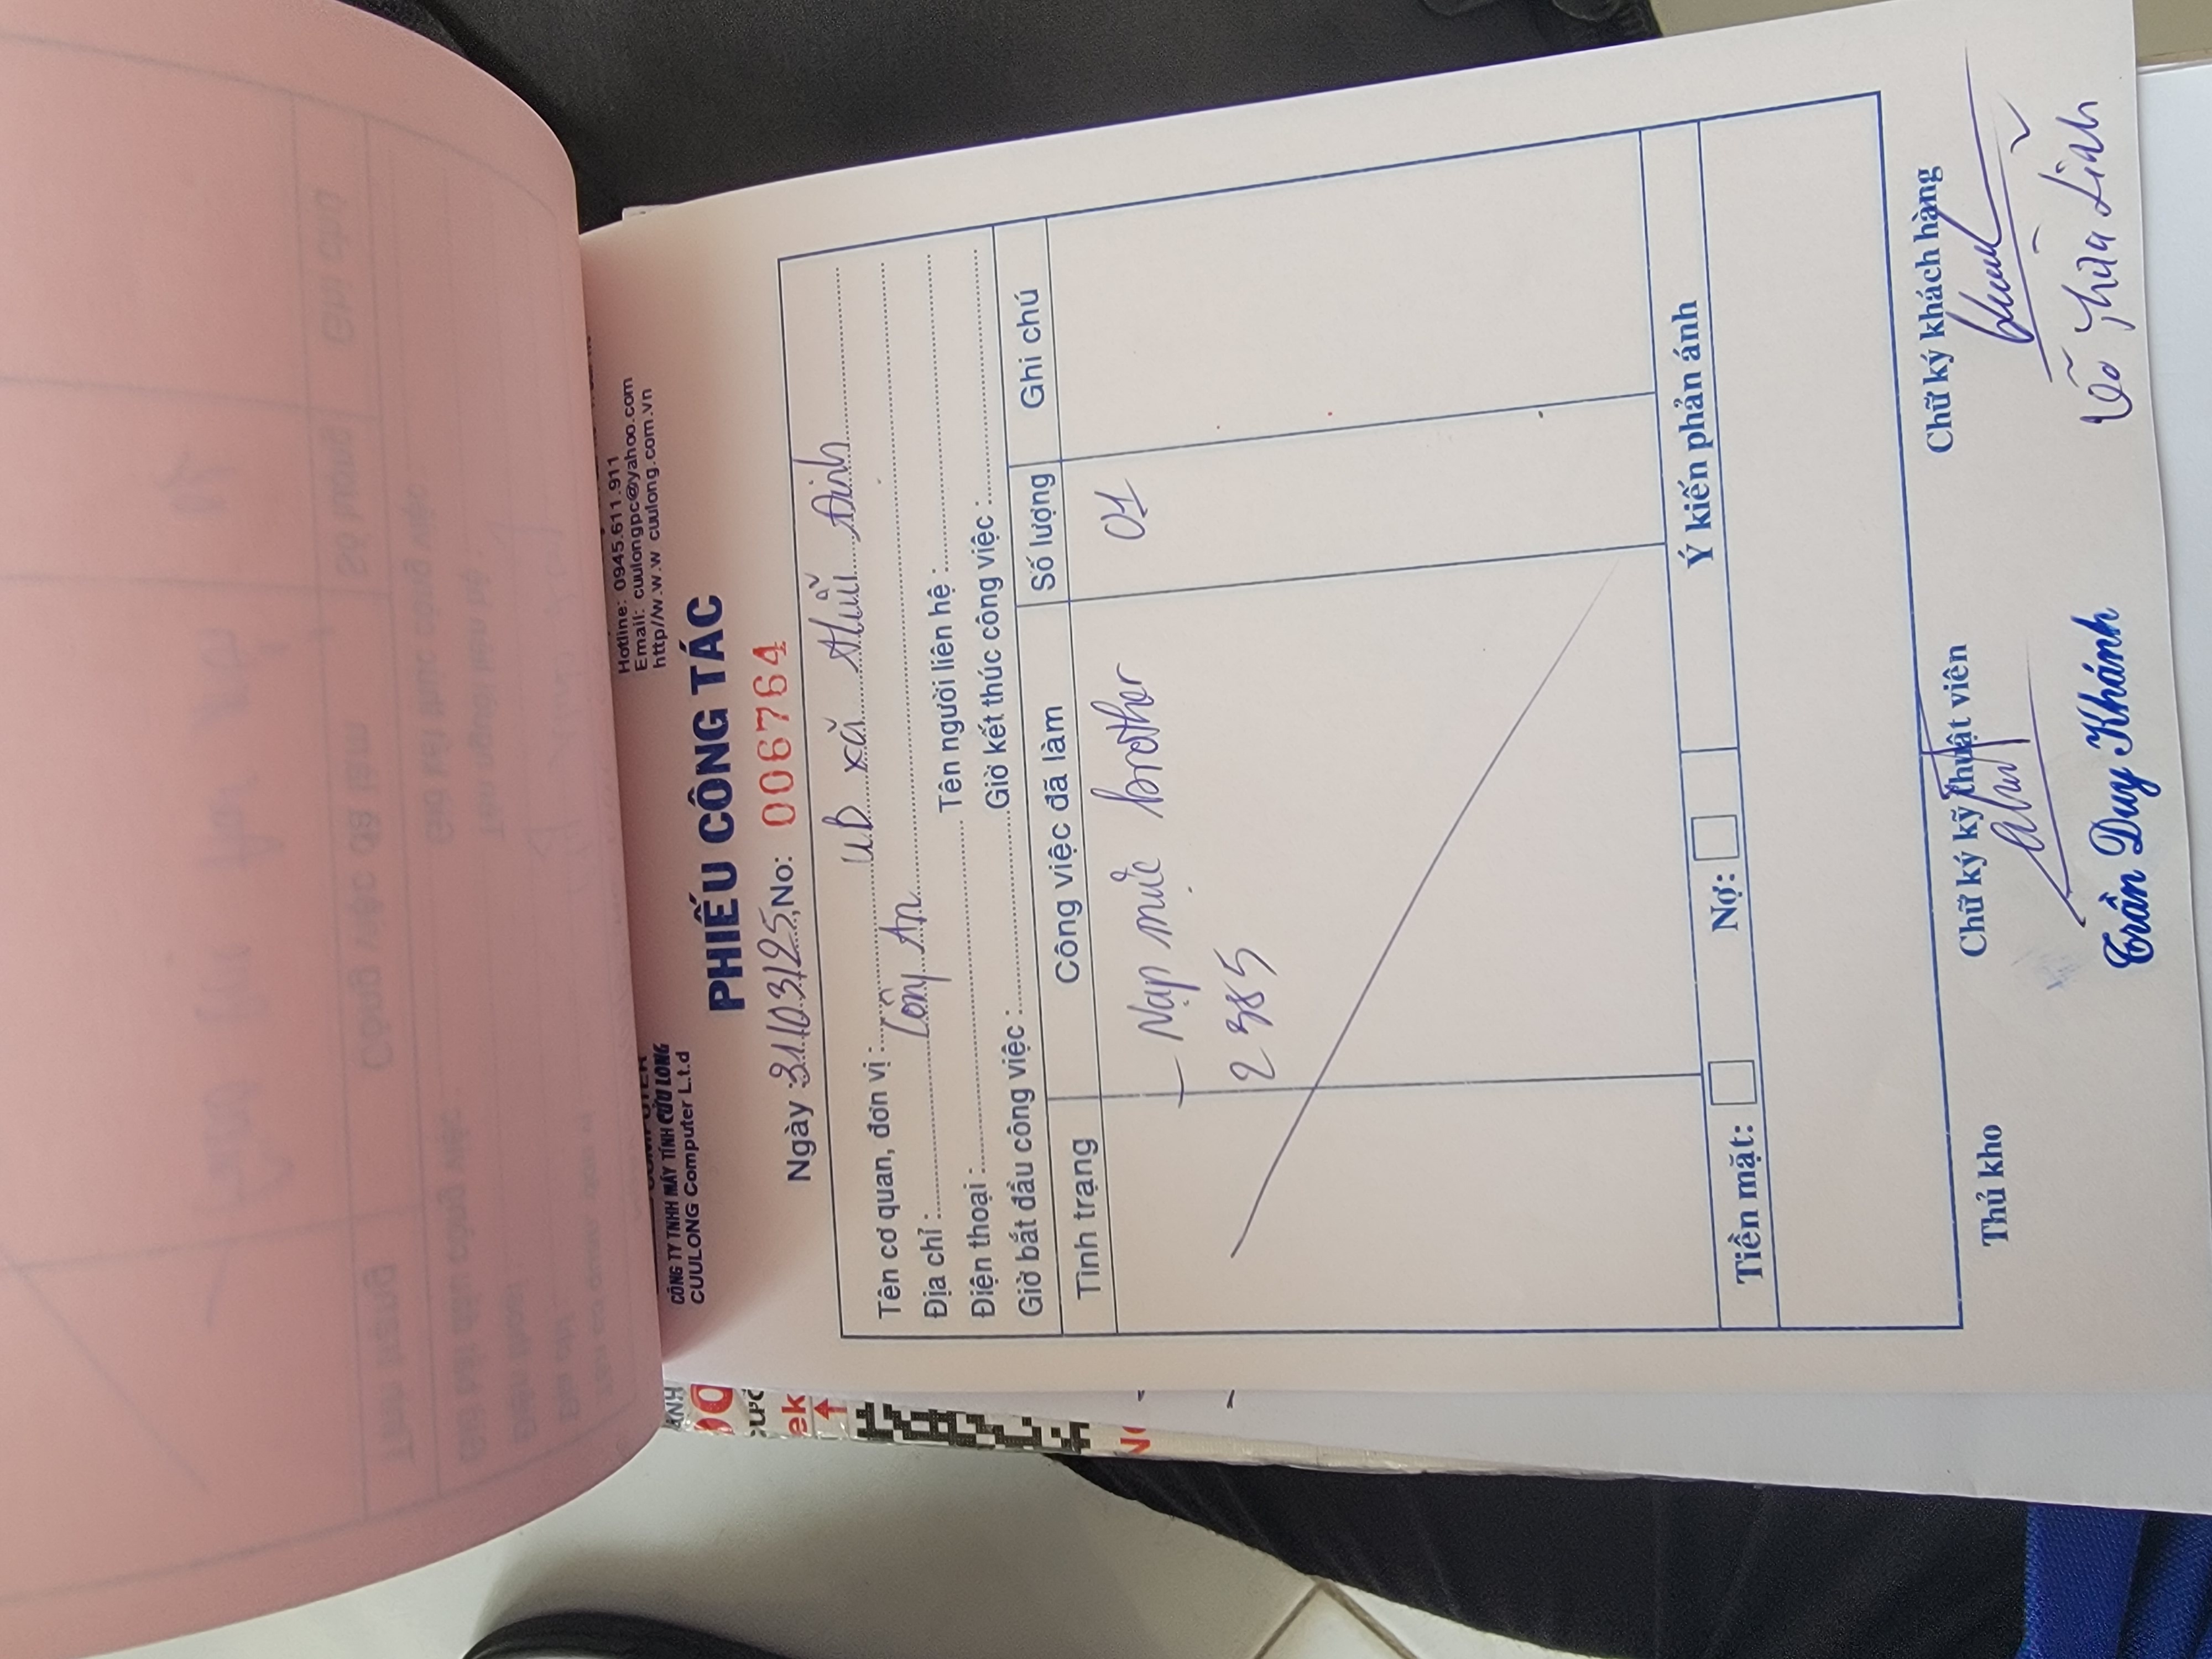 CÔNG TY TNHH MÁY TÍNH CỬU LONG
CUULONG Computer L.t.d
Hotline: 0945.611.911
Email: cuulongpc@yahoo.com
http//w.w.w cuulong.com.vn
PHIẾU CÔNG TÁC
Ngày 31/03/25, No: 006764
Tên cơ quan, đơn vị : UB xã Đình
Địa chỉ : Công An
Điện thoại : Tên người liên hệ :
Giờ bắt đầu công việc : Giờ kết thúc công việc :
Tình trạng Công việc đã làm Số lượng Ghi chú
- Nạp mực brother 01
2385
Tiền mặt: Nợ: Ý kiến phản ánh
Thủ kho Chữ ký kỹ thuật viên Chữ ký khách hàng
Trần Duy Khánh Võ Linh